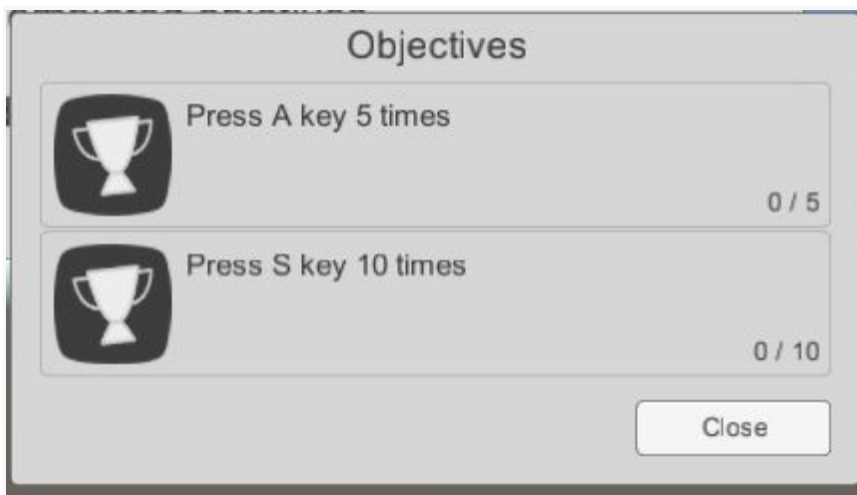 Objectives
Press A key 5 times
0 / 5
Press S key 10 times
0 / 10
Close